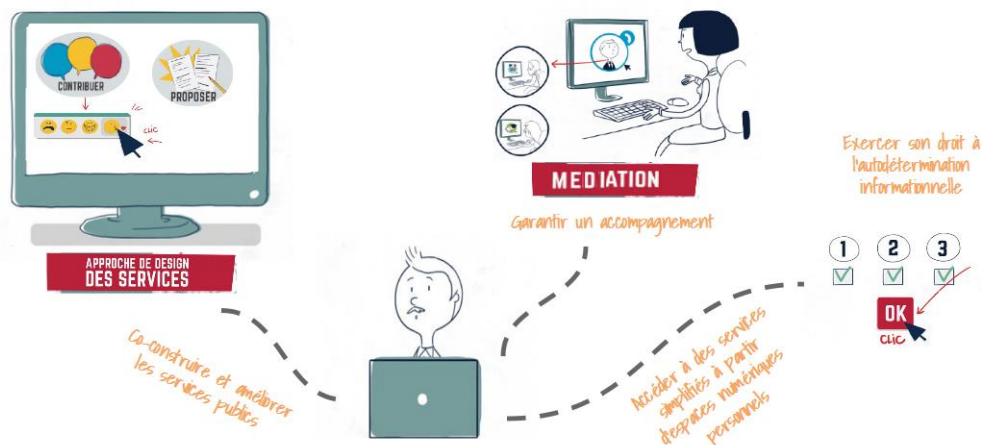 CONTRIBUER
PROPOSER
clic
APPROCHE DE DESIGN
DES SERVICES
Co-construire et améliorer
les services publics
MEDIATION
Garantir un accompagnement
Accéder à des services
simplifiés à partir
d'espaces numériques
personnels
Exercer son droit à
l'autodétermination
informationnelle
1 2 3
OK
CLIC